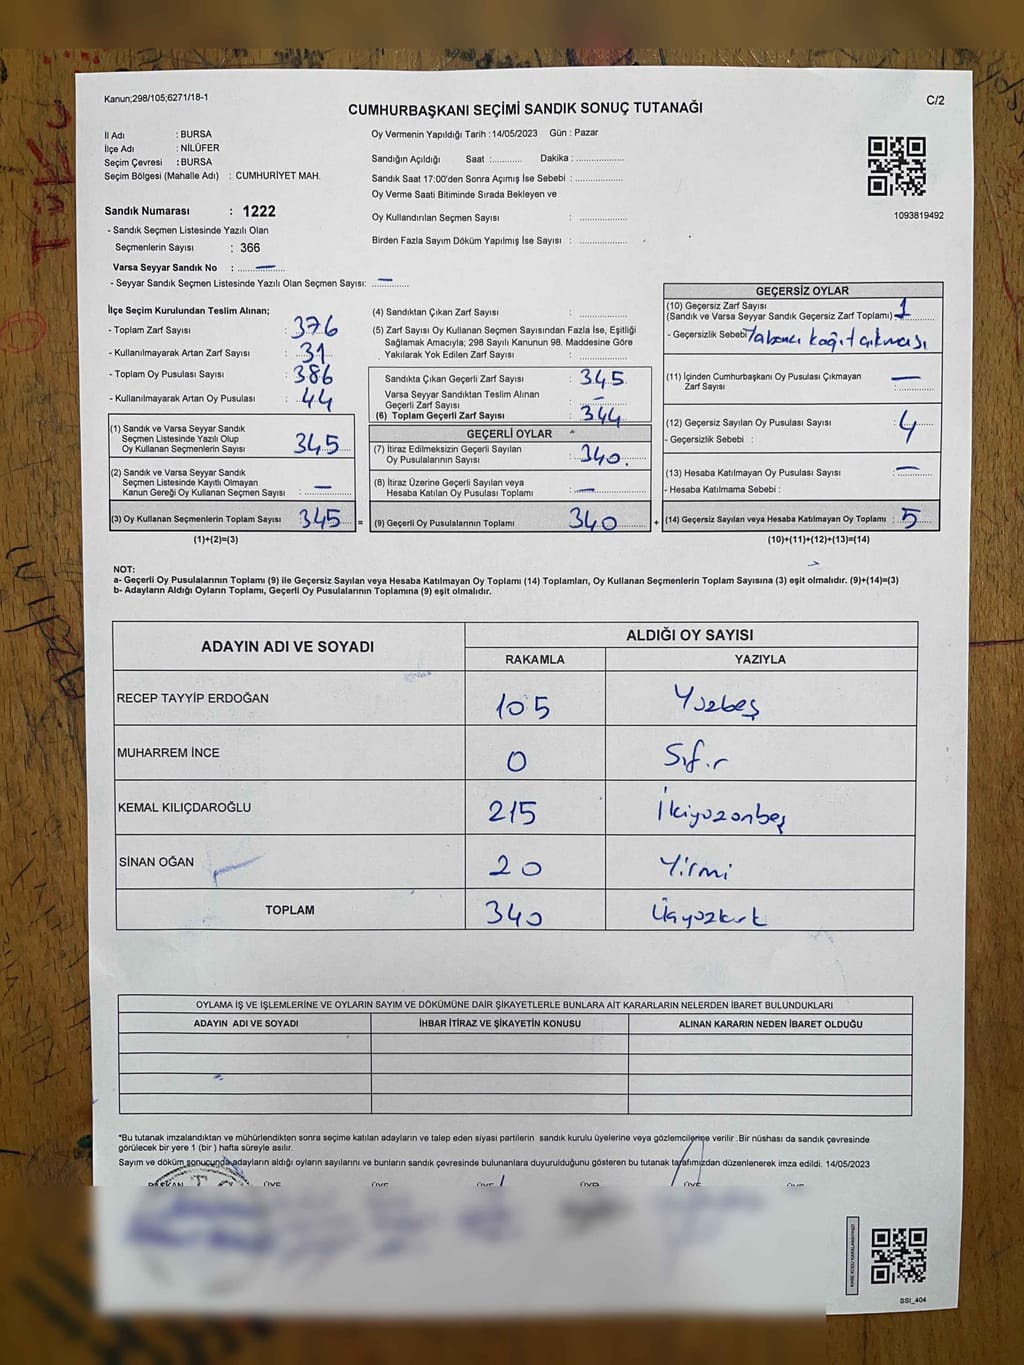 Kanun;298/105;6271/18-1
C/2
CUMHURBAŞKANI SEÇİMİ SANDIK SONUÇ TUTANAĞI
İl Adı : BURSA
İlçe Adı : NİLÜFER
Seçim Çevresi : BURSA
Seçim Bölgesi (Mahalle Adı) : CUMHURİYET MAH.
Sandık Numarası : 1222
- Sandık Seçmen Listesinde Yazılı Olan
Seçmenlerin Sayısı : 366
Varsa Seyyar Sandık No : —
- Seyyar Sandık Seçmen Listesinde Yazılı Olan Seçmen Sayısı: —
Oy Vermenin Yapıldığı Tarih :14/05/2023 Gün : Pazar
Sandığın Açıldığı Saat :........... Dakika : ...................
Sandık Saat 17:00'den Sonra Açımış İse Sebebi : ...................
Oy Verme Saati Bitiminde Sırada Bekleyen ve
Oy Kullandırılan Seçmen Sayısı : ...................
Birden Fazla Sayım Döküm Yapılmış İse Sayısı : ...................
1093819492
İlçe Seçim Kurulundan Teslim Alınan;
- Toplam Zarf Sayısı : 376
- Kullanılmayarak Artan Zarf Sayısı : 31
- Toplam Oy Pusulası Sayısı : 386
- Kullanılmayarak Artan Oy Pusulası : 44
(1) Sandık ve Varsa Seyyar Sandık
Seçmen Listesinde Yazılı Olup
Oy Kullanan Seçmenlerin Sayısı : 345
(2) Sandık ve Varsa Seyyar Sandık
Seçmen Listesinde Kayıtlı Olmayan
Kanun Gereği Oy Kullanan Seçmen Sayısı : —
(3) Oy Kullanan Seçmenlerin Toplam Sayısı : 345 =
(1)+(2)=(3)
(4) Sandıktan Çıkan Zarf Sayısı : ...................
(5) Zarf Sayısı Oy Kullanan Seçmen Sayısından Fazla İse, Eşitliği
Sağlamak Amacıyla; 298 Sayılı Kanunun 98. Maddesine Göre
Yakılarak Yok Edilen Zarf Sayısı : ...................
Sandıkta Çıkan Geçerli Zarf Sayısı : 345
Varsa Seyyar Sandıktan Teslim Alınan
Geçerli Zarf Sayısı : —
(6) Toplam Geçerli Zarf Sayısı : 344
GEÇERLİ OYLAR
(7) İtiraz Edilmeksizin Geçerli Sayılan
Oy Pusulalarının Sayısı : 340.
(8) İtiraz Üzerine Geçerli Sayılan veya
Hesaba Katılan Oy Pusulası Toplamı : —
(9) Geçerli Oy Pusulalarının Toplamı : 340 +
GEÇERSİZ OYLAR
(10) Geçersiz Zarf Sayısı
(Sandık ve Varsa Seyyar Sandık Geçersiz Zarf Toplamı) : 1
- Geçersizlik Sebebi Yabancı kağıt çıkması
(11) İçinden Cumhurbaşkanı Oy Pusulası Çıkmayan
Zarf Sayısı : —
(12) Geçersiz Sayılan Oy Pusulası Sayısı : 4
- Geçersizlik Sebebi :
(13) Hesaba Katılmayan Oy Pusulası Sayısı : —
- Hesaba Katılmama Sebebi :
(14) Geçersiz Sayılan veya Hesaba Katılmayan Oy Toplamı : 5
(10)+(11)+(12)+(13)=(14)
NOT:
a- Geçerli Oy Pusulalarının Toplamı (9) ile Geçersiz Sayılan veya Hesaba Katılmayan Oy Toplamı (14) Toplamları, Oy Kullanan Seçmenlerin Toplam Sayısına (3) eşit olmalıdır. (9)+(14)=(3)
b- Adayların Aldığı Oyların Toplamı, Geçerli Oy Pusulalarının Toplamına (9) eşit olmalıdır.
ADAYIN ADI VE SOYADI
ALDIĞI OY SAYISI
RAKAMLA YAZIYLA
RECEP TAYYİP ERDOĞAN 105 Yüzbeş
MUHARREM İNCE 0 Sıfır
KEMAL KILIÇDAROĞLU 215 İkiyüzonbeş
SİNAN OĞAN 20 Yirmi
TOPLAM 340 Üçyüzkırk
OYLAMA İŞ VE İŞLEMLERİNE VE OYLARIN SAYIM VE DÖKÜMÜNE DAİR ŞİKAYETLERLE BUNLARA AİT KARARLARIN NELERDEN İBARET BULUNDUKLARI
ADAYIN ADI VE SOYADI İHBAR İTİRAZ VE ŞİKAYETİN KONUSU ALINAN KARARIN NEDEN İBARET OLDUĞU
*Bu tutanak imzalandıktan ve mühürlendikten sonra seçime katılan adayların ve talep eden siyasi partilerin sandık kurulu üyelerine veya gözlemcilerine verilir .Bir nüshası da sandık çevresinde
görülecek bir yere 1 (bir ) hafta süreyle asılır.
Sayım ve döküm sonucunda adayların aldığı oyların sayılarını ve bunların sandık çevresinde bulunanlara duyurulduğunu gösteren bu tutanak tarafımızdan düzenlenerek imza edildi. 14/05/2023
BAŞKAN ÜYE ÜYE ÜYE ÜYE ÜYE
SSI_404